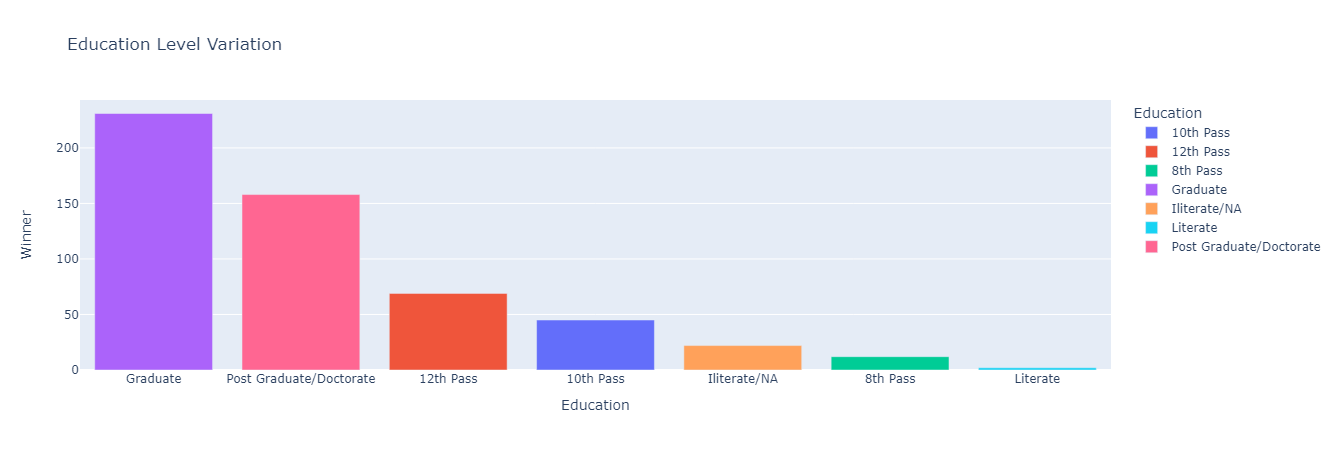 Education Level Variation
Winner
200
150
100
50
0
Graduate
Post Graduate/Doctorate
12th Pass
10th Pass
Iliterate/NA
8th Pass
Literate
Education
Education
10th Pass
12th Pass
8th Pass
Graduate
Iliterate/NA
Literate
Post Graduate/Doctorate